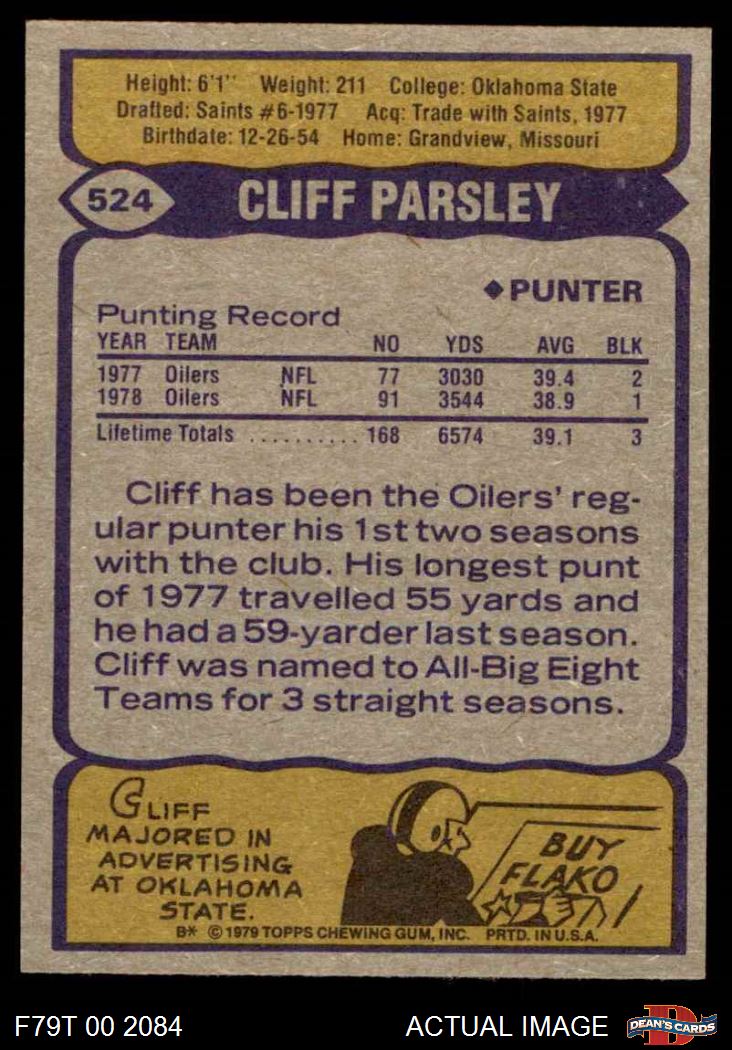 Height: 6'1" Weight: 211 College: Oklahoma State
Drafted: Saints #6-1977 Acq: Trade with Saints, 1977
Birthdate: 12-26-54 Home: Grandview, Missouri
524 CLIFF PARSLEY
◆PUNTER
Punting Record
YEAR TEAM NO YDS AVG BLK
1977 Oilers NFL 77 3030 39.4 2
1978 Oilers NFL 91 3544 38.9 1
Lifetime Totals .......... 168 6574 39.1 3
Cliff has been the Oilers' reg-
ular punter his 1st two seasons
with the club. His longest punt
of 1977 travelled 55 yards and
he had a 59-yarder last season.
Cliff was named to All-Big Eight
Teams for 3 straight seasons.
CLIFF
MAJORED IN
ADVERTISING
AT OKLAHOMA
STATE.
BUY
FLAKO
B* © 1979 TOPPS CHEWING GUM, INC. PRTD. IN U.S.A.
F79T 00 2084 ACTUAL IMAGE D DEAN'S CARDS